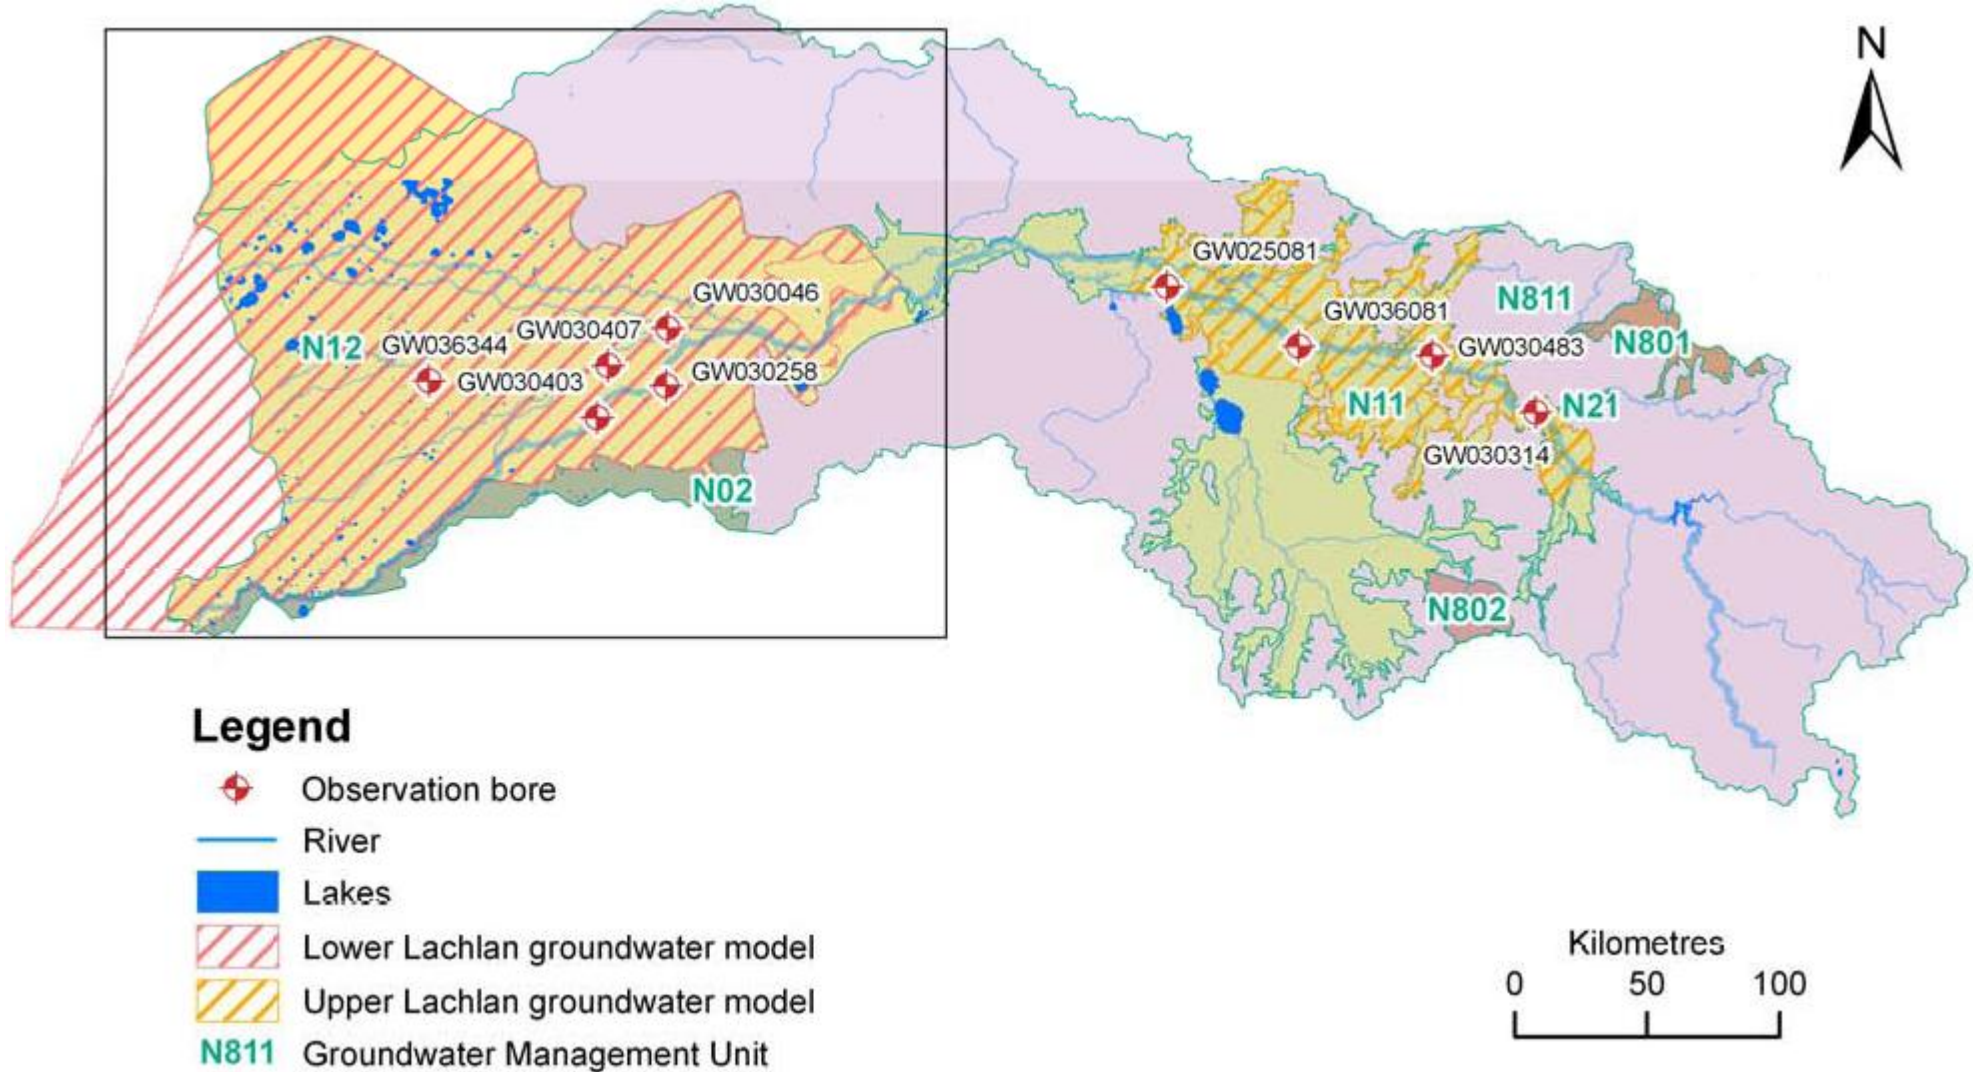 N
GW025081
GW030046
N811
GW036081
GW030407
N801
N12
GW036344
GW030483
GW030258
GW030403
N11
N21
GW030314
N02
N802
Legend
Observation bore
River
Lakes
Lower Lachlan groundwater model
Upper Lachlan groundwater model
N811 Groundwater Management Unit
Kilometres
0 50 100